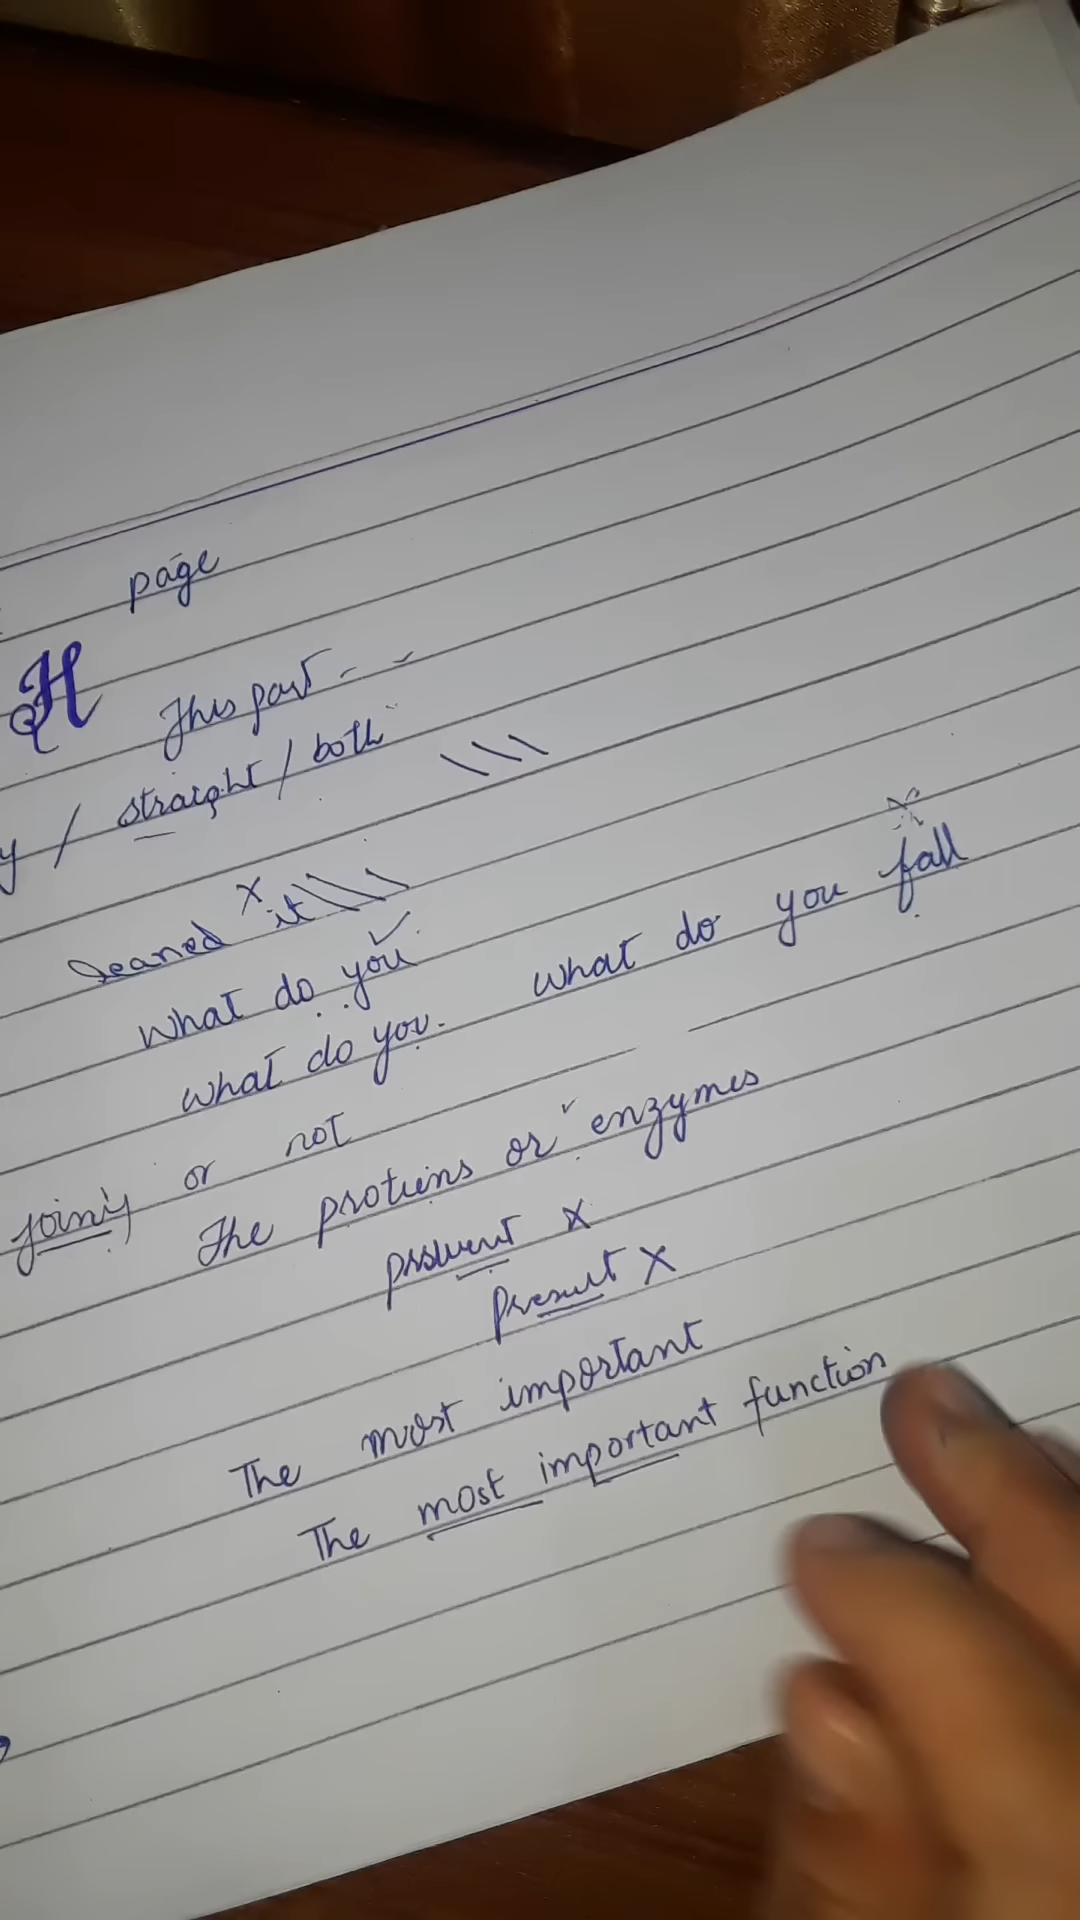 page
H This part - -
y / straight / both
leaned it
What do you
What do you. What do you fall
joining or not
The proteins or enzymes
present
present
The most important
The most important function